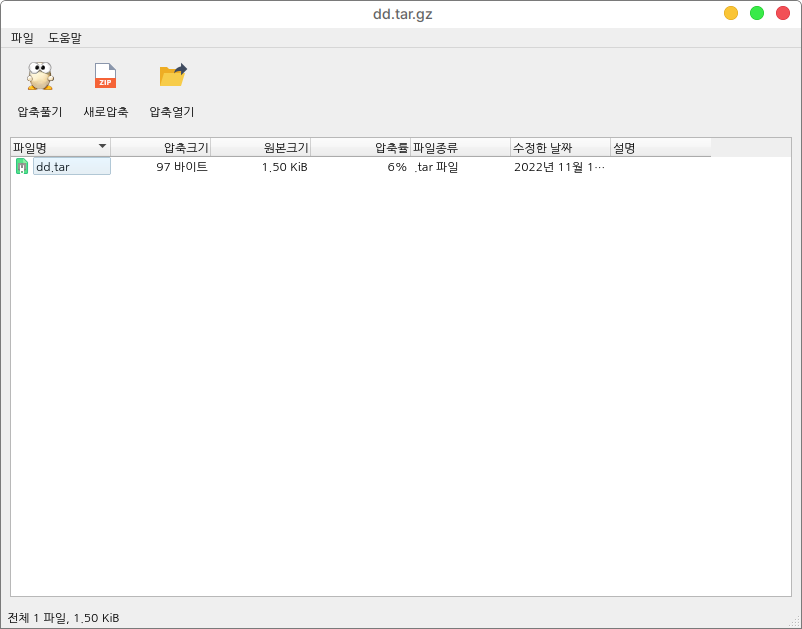 dd.tar.gz
파일 도움말
ZIP
압축풀기 새로압축 압축열기
파일명 압축크기 원본크기 압축률 파일종류 수정한 날짜 설명
dd.tar 97 바이트 1.50 KiB 6% .tar 파일 2022년 11월 1…
전체 1 파일, 1.50 KiB